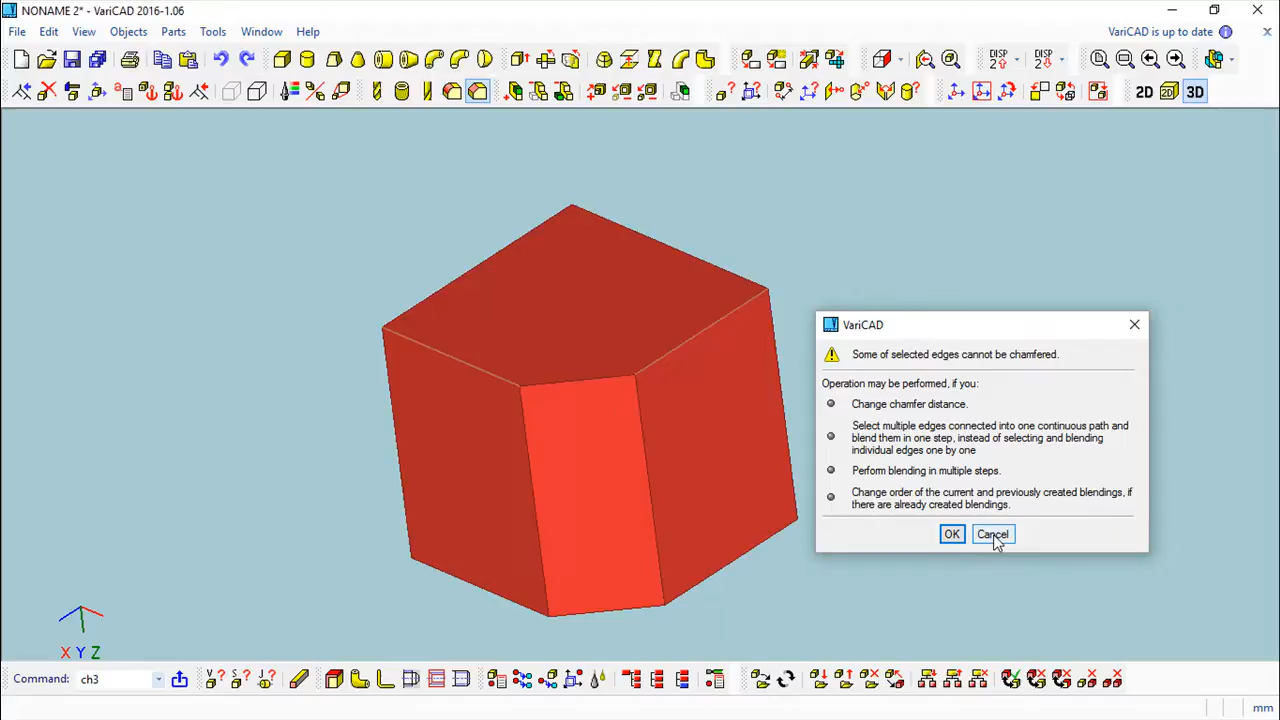 NONAME 2* - VariCAD 2016-1.06
File Edit View Objects Parts Tools Window Help
VariCAD is up to date
DISP 2 DISP 2
2D 2D 3D
VariCAD
Some of selected edges cannot be chamfered.
Operation may be performed, if you:
Change chamfer distance.
Select multiple edges connected into one continuous path and
blend them in one step, instead of selecting and blending
individual edges one by one
Perform blending in multiple steps.
Change order of the current and previously created blendings, if
there are already created blendings.
OK Cancel
X Y Z
Command: ch3
mm